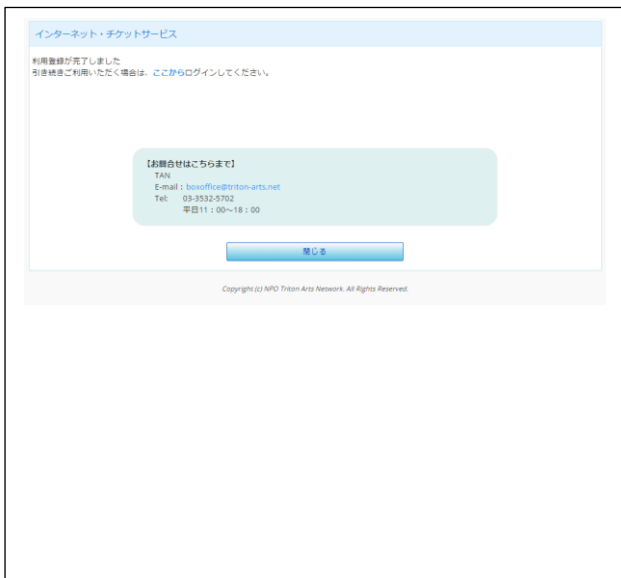 インターネット・チケットサービス
利用登録が完了しました
引き続きご利用いただく場合は、ここからログインしてください。
【お問合せはこちらまで】
TAN
E-mail：boxoffice@triton-arts.net
Tel: 03-3532-5702
平日11：00～18：00
閉じる
Copyright (c) NPO Triton Arts Network. All Rights Reserved.